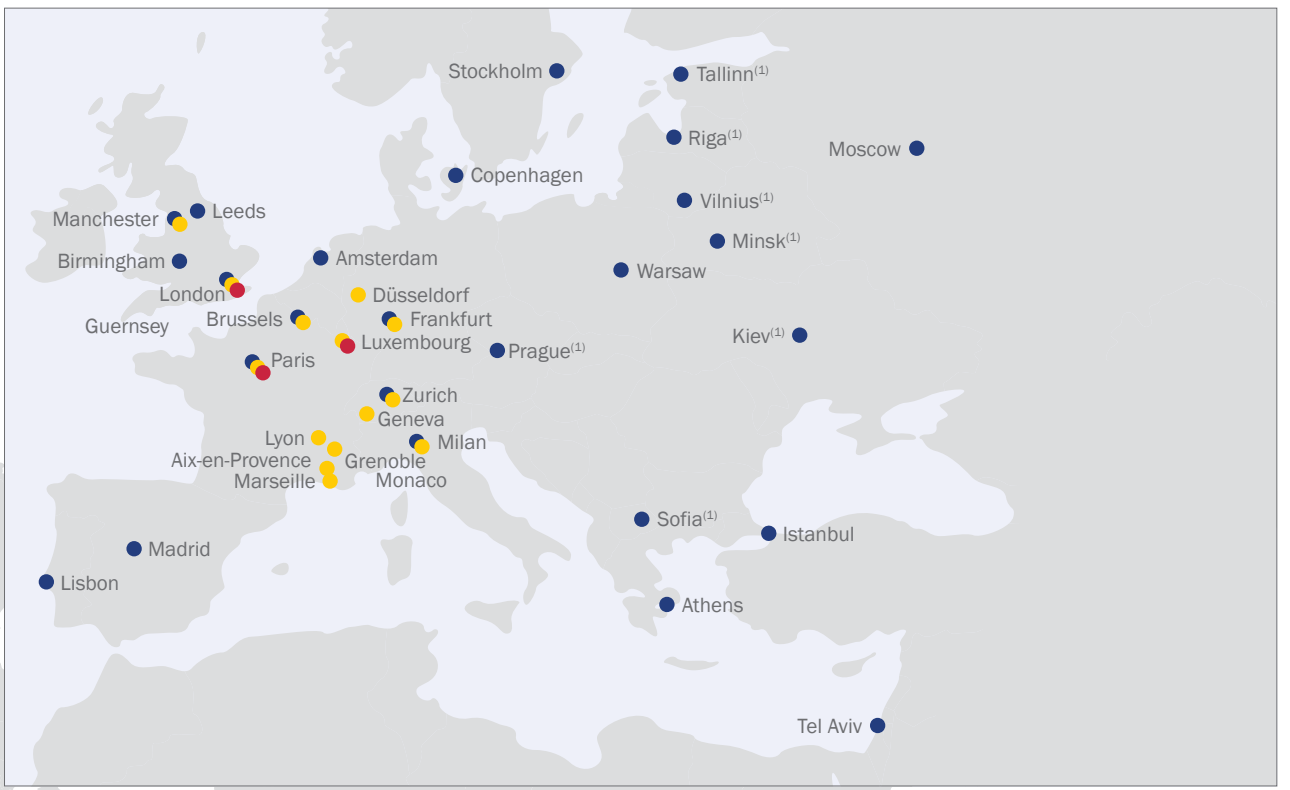 Stockholm
Tallinn(1)
Riga(1)
Moscow
Copenhagen
Vilnius(1)
Manchester
Leeds
Minsk(1)
Birmingham
Amsterdam
Warsaw
London
Düsseldorf
Guernsey
Brussels
Frankfurt
Kiev(1)
Luxembourg
Prague(1)
Paris
Zurich
Geneva
Lyon
Milan
Aix-en-Provence
Grenoble
Marseille
Monaco
Sofia(1)
Istanbul
Madrid
Lisbon
Athens
Tel Aviv